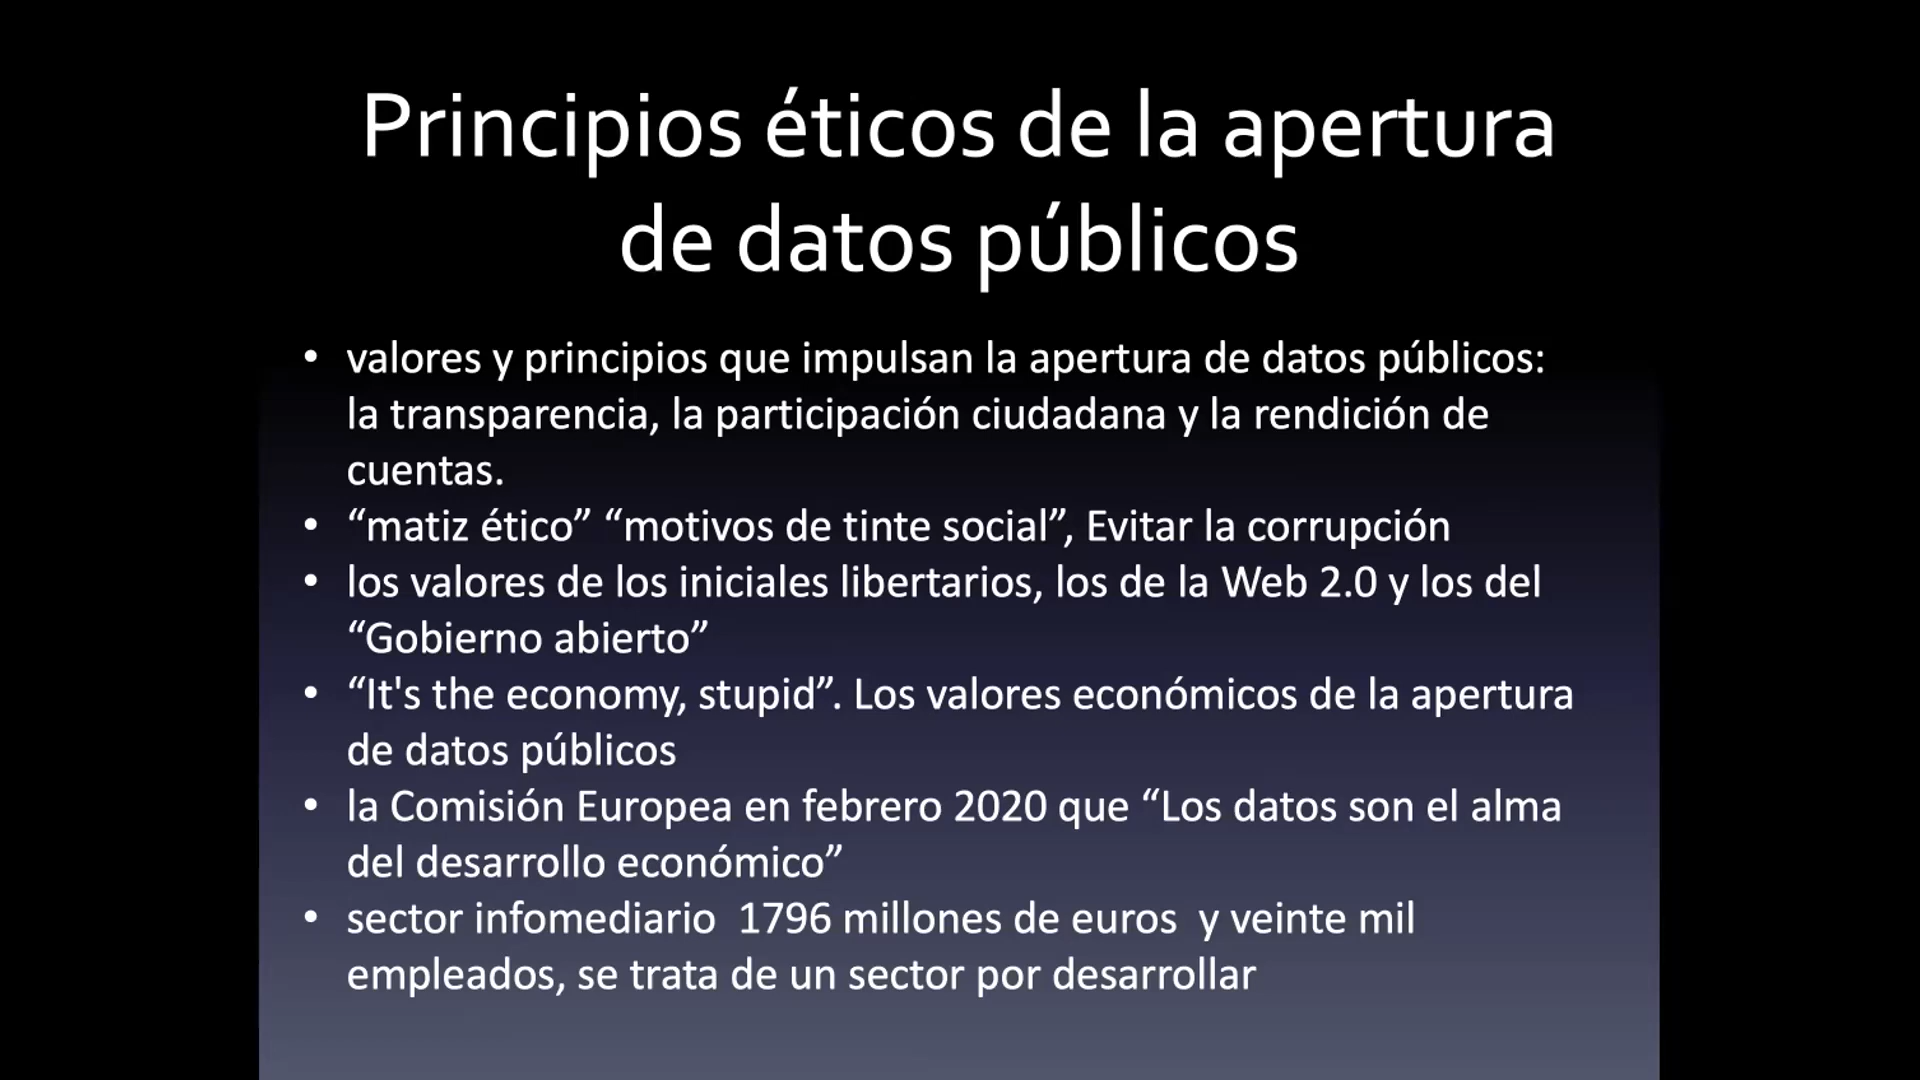 Principios éticos de la apertura
de datos públicos
• valores y principios que impulsan la apertura de datos públicos:
la transparencia, la participación ciudadana y la rendición de
cuentas.
• “matiz ético” “motivos de tinte social”, Evitar la corrupción
• los valores de los iniciales libertarios, los de la Web 2.0 y los del
“Gobierno abierto”
• “It's the economy, stupid”. Los valores económicos de la apertura
de datos públicos
• la Comisión Europea en febrero 2020 que “Los datos son el alma
del desarrollo económico”
• sector infomediario  1796 millones de euros  y veinte mil
empleados, se trata de un sector por desarrollar